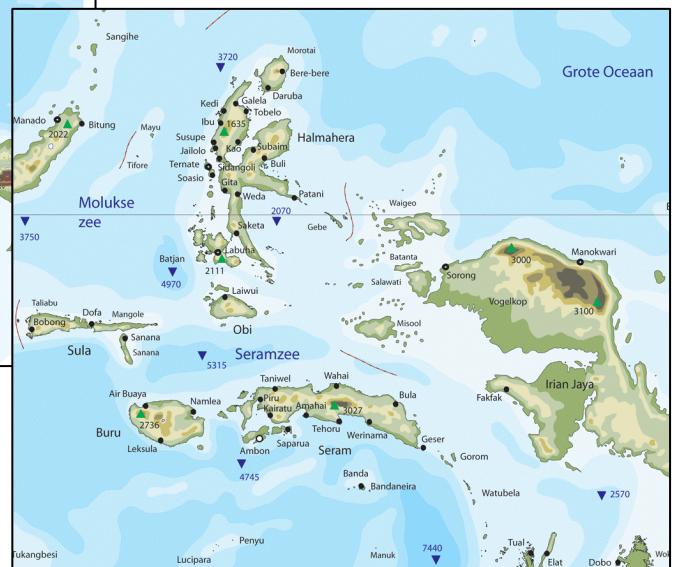 Sangihe
Morotai
3720
Bere-bere
Grote Oceaan
Daruba
Kedi
Galela
Tobelo
Manado
2022
Bitung
Mayu
Ibu
1635
Halmahera
Susupe
Jailolo
Kao
Subaim
Tifore
Ternate
Sidangoli
Buli
Soasio
Gita
Weda
Patani
Molukse
zee
3750
2070
Gebe
Waigeo
Saketa
Labuha
Batjan
4970
2111
Batanta
Sorong
3000
Manokwari
Salawati
Vogelkop
3100
Laiwui
Obi
Taliabu
Dofa
Mangole
Bobong
Misool
Sula
Sanana
Sanana
Seramzee
5315
Irian Jaya
Fakfak
Taniwel
Wahai
Air Buaya
Namlea
Piru
Kairatu
Amahai
3027
Bula
2736
Buru
Leksula
Tehoru
Werinama
Ambon
Saparua
Seram
Geser
4745
Gorom
Banda
Bandaneira
Watubela
2570
Penyu
Tukangbesi
Lucipara
Manuk
7440
Tual
Elat
Dobo